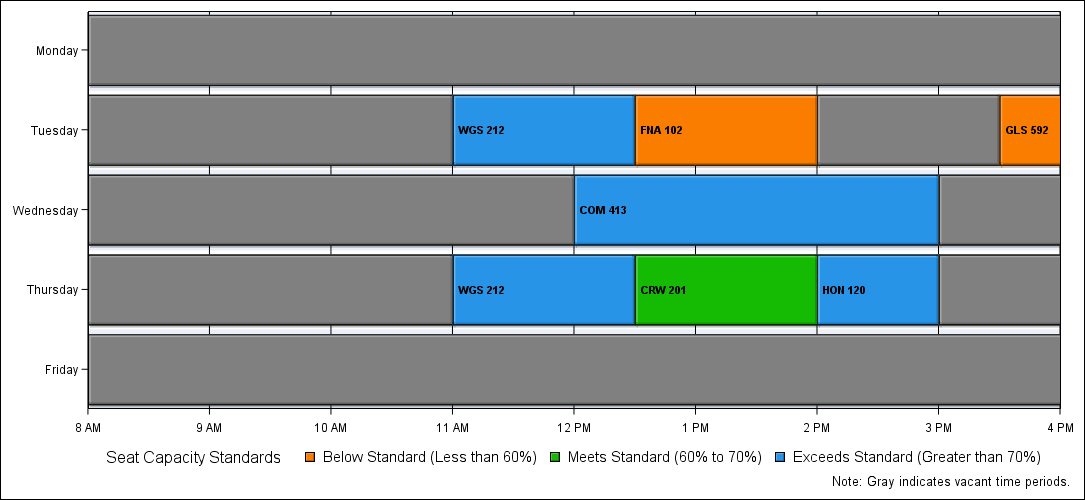 Monday
Tuesday
WGS 212
FNA 102
GLS 592
Wednesday
COM 413
Thursday
WGS 212
CRW 201
HON 120
Friday
8 AM 9 AM 10 AM 11 AM 12 PM 1 PM 2 PM 3 PM 4 PM
Seat Capacity Standards Below Standard (Less than 60%) Meets Standard (60% to 70%) Exceeds Standard (Greater than 70%)
Note: Gray indicates vacant time periods.